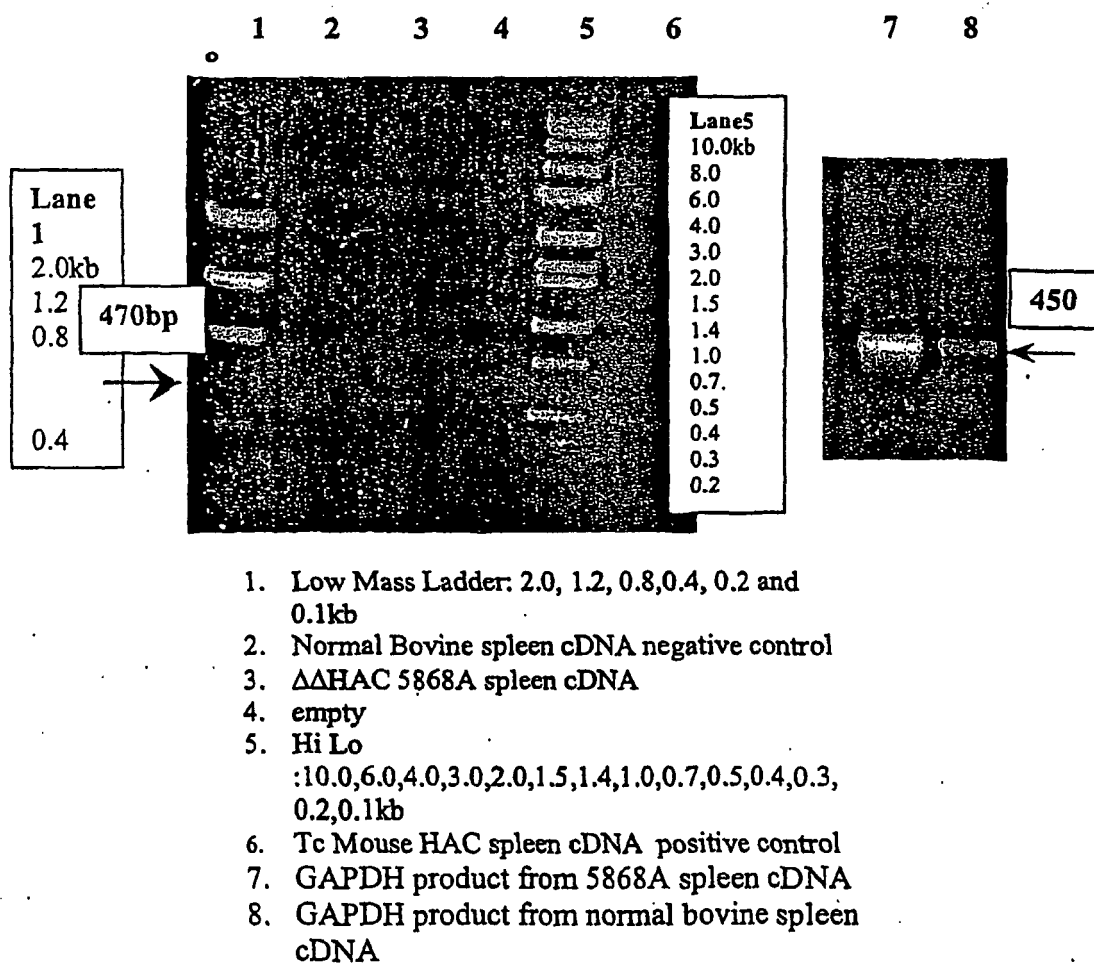 1 2 3 4 5 6 7 8
Lane
1
2.0kb
1.2
0.8
0.4
470bp
Lane5
10.0kb
8.0
6.0
4.0
3.0
2.0
1.5
1.4
1.0
0.7.
0.5
0.4
0.3
0.2
450
1. Low Mass Ladder: 2.0, 1.2, 0.8,0.4, 0.2 and
0.1kb
2. Normal Bovine spleen cDNA negative control
3. ΔΔHAC 5868A spleen cDNA
4. empty
5. Hi Lo
:10.0,6.0,4.0,3.0,2.0,1.5,1.4,1.0,0.7,0.5,0.4,0.3,
0.2,0.1kb
6. Tc Mouse HAC spleen cDNA positive control
7. GAPDH product from 5868A spleen cDNA
8. GAPDH product from normal bovine spleen
cDNA